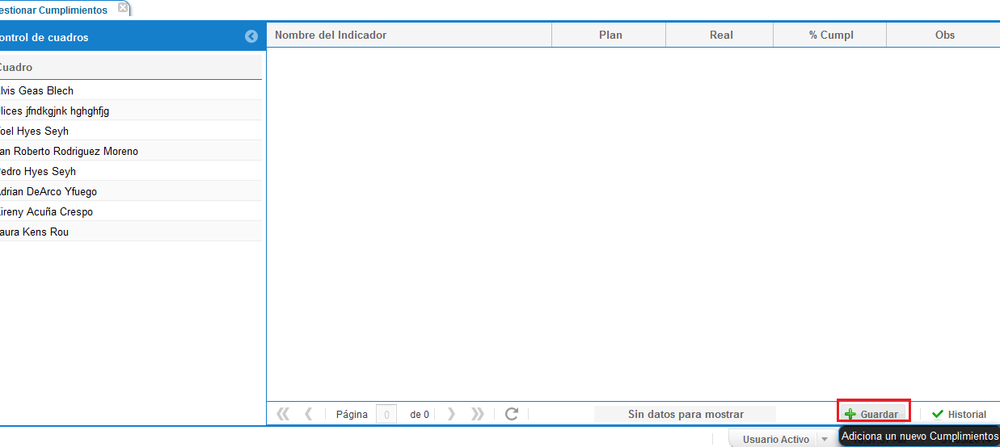 estionar Cumplimientos
ontrol de cuadros
Nombre del Indicador Plan Real % Cumpl Obs
Cuadro
lvis Geas Blech
lices jfndkgjnk hghghfjg
oel Hyes Seyh
an Roberto Rodriguez Moreno
Pedro Hyes Seyh
Adrian DeArco Yfuego
ireny Acuña Crespo
aura Kens Rou
Página 0 de 0 Sin datos para mostrar Guardar Historial
Usuario Activo Adiciona un nuevo Cumplimientos